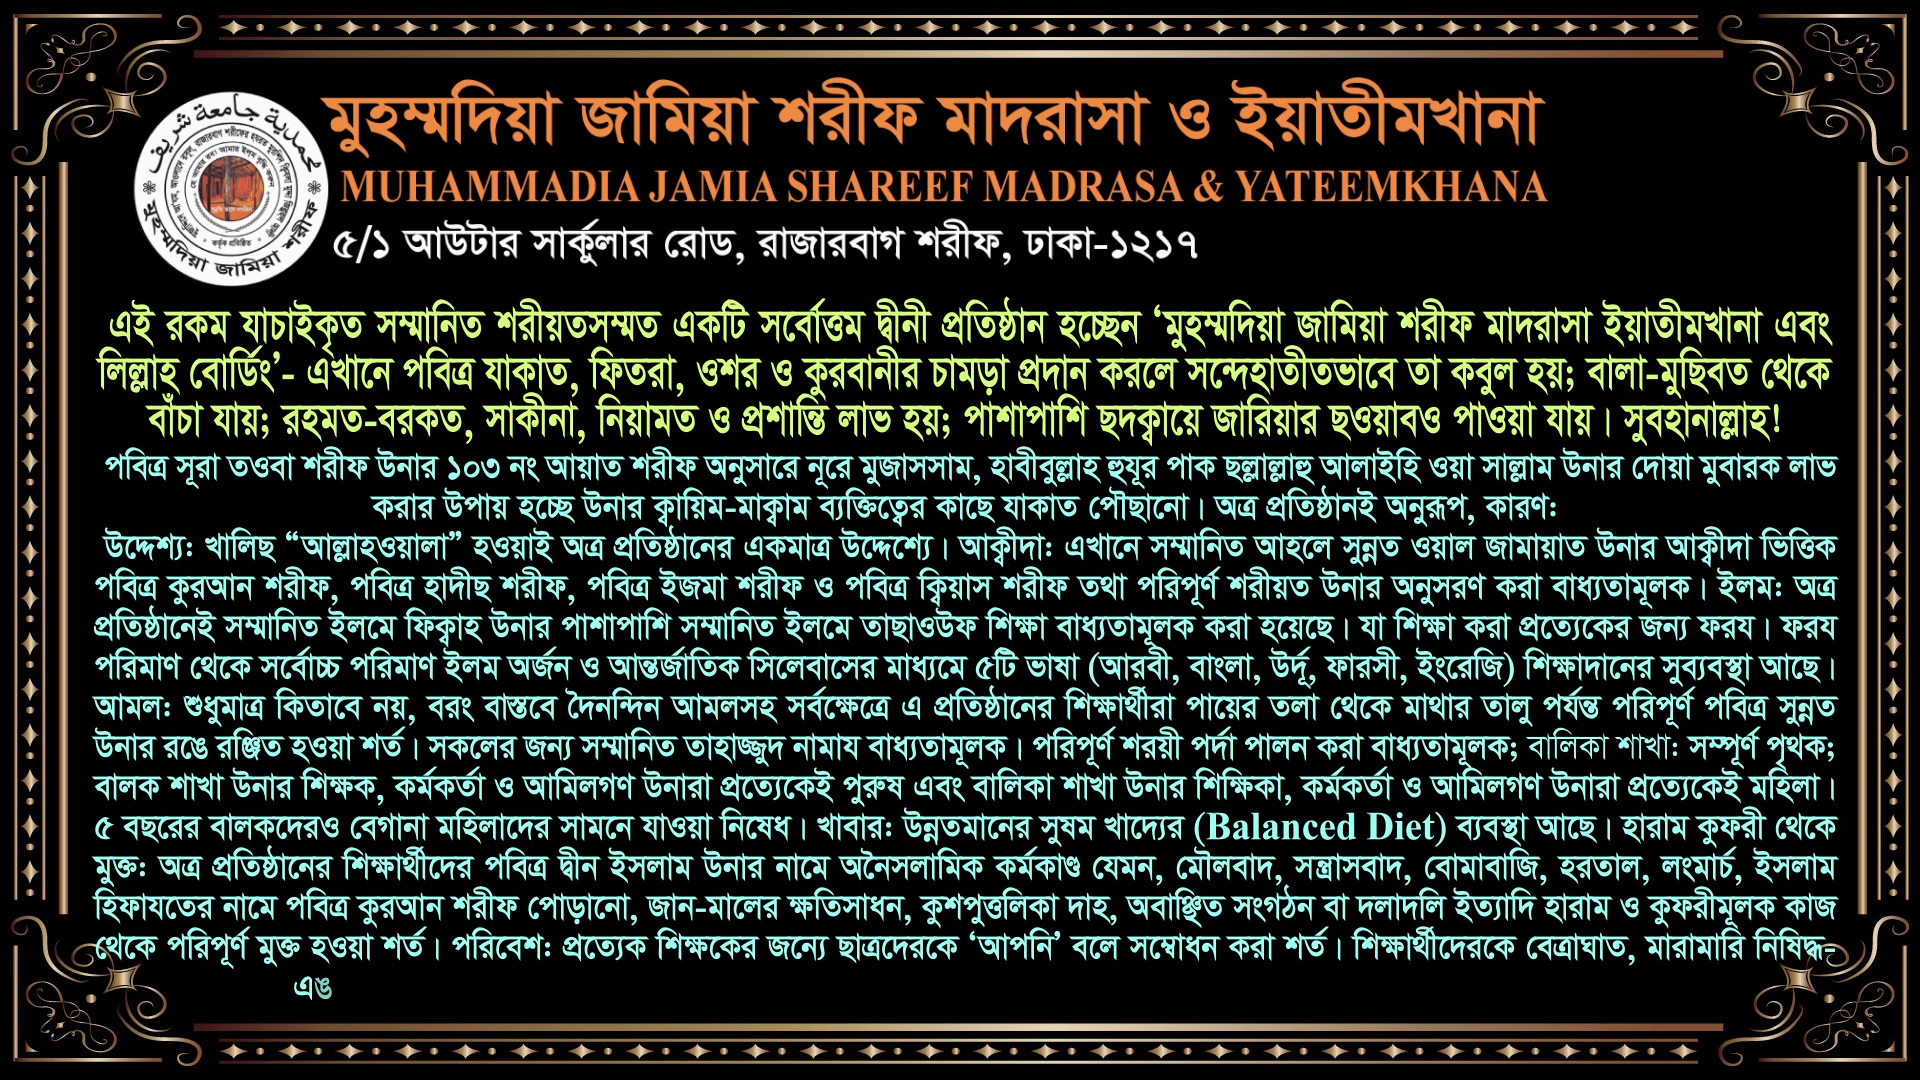 محمدية جامعة شريف
মুহম্মদিয়া জামিয়া শরীফ
মুহম্মদিয়া জামিয়া শরীফ মাদরাসা ও ইয়াতীমখানা
MUHAMMADIA JAMIA SHAREEF MADRASA & YATEEMKHANA
৫/১ আউটার সার্কুলার রোড, রাজারবাগ শরীফ, ঢাকা-১২১৭
এই রকম যাচাইকৃত সম্মানিত শরীয়তসম্মত একটি সর্বোত্তম দ্বীনী প্রতিষ্ঠান হচ্ছেন ‘মুহম্মদিয়া জামিয়া শরীফ মাদরাসা ইয়াতীমখানা এবং
লিল্লাহ বোর্ডিং’- এখানে পবিত্র যাকাত, ফিতরা, ওশর ও কুরবানীর চামড়া প্রদান করলে সন্দেহাতীতভাবে তা কবুল হয়; বালা-মুছিবত থেকে
বাঁচা যায়; রহমত-বরকত, সাকীনা, নিয়ামত ও প্রশান্তি লাভ হয়; পাশাপাশি ছদক্বায়ে জারিয়ার ছওয়াবও পাওয়া যায়। সুবহানাল্লাহ!
পবিত্র সূরা তওবা শরীফ উনার ১০৩ নং আয়াত শরীফ অনুসারে নূরে মুজাসসাম, হাবীবুল্লাহ হুযূর পাক ছল্লাল্লাহু আলাইহি ওয়া সাল্লাম উনার দোয়া মুবারক লাভ
করার উপায় হচ্ছে উনার ক্বায়িম-মাক্বাম ব্যক্তিত্বের কাছে যাকাত পৌছানো। অত্র প্রতিষ্ঠানই অনুরূপ, কারণ:
উদ্দেশ্য: খালিছ “আল্লাহওয়ালা” হওয়াই অত্র প্রতিষ্ঠানের একমাত্র উদ্দেশ্যে। আক্বীদা: এখানে সম্মানিত আহলে সুন্নত ওয়াল জামায়াত উনার আক্বীদা ভিত্তিক
পবিত্র কুরআন শরীফ, পবিত্র হাদীছ শরীফ, পবিত্র ইজমা শরীফ ও পবিত্র ক্বিয়াস শরীফ তথা পরিপূর্ণ শরীয়ত উনার অনুসরণ করা বাধ্যতামূলক। ইলম: অত্র
প্রতিষ্ঠানেই সম্মানিত ইলমে ফিক্বাহ উনার পাশাপাশি সম্মানিত ইলমে তাছাওউফ শিক্ষা বাধ্যতামূলক করা হয়েছে। যা শিক্ষা করা প্রত্যেকের জন্য ফরয। ফরয
পরিমাণ থেকে সর্বোচ্চ পরিমাণ ইলম অর্জন ও আন্তর্জাতিক সিলেবাসের মাধ্যমে ৫টি ভাষা (আরবী, বাংলা, উর্দূ, ফারসী, ইংরেজি) শিক্ষাদানের সুব্যবস্থা আছে।
আমল: শুধুমাত্র কিতাবে নয়, বরং বাস্তবে দৈনন্দিন আমলসহ সর্বক্ষেত্রে এ প্রতিষ্ঠানের শিক্ষার্থীরা পায়ের তলা থেকে মাথার তালু পর্যন্ত পরিপূর্ণ পবিত্র সুন্নত
উনার রঙে রঞ্জিত হওয়া শর্ত। সকলের জন্য সম্মানিত তাহাজ্জুদ নামায বাধ্যতামূলক। পরিপূর্ণ শরয়ী পর্দা পালন করা বাধ্যতামূলক; বালিকা শাখা: সম্পূর্ণ পৃথক;
বালক শাখা উনার শিক্ষক, কর্মকর্তা ও আমিলগণ উনারা প্রত্যেকেই পুরুষ এবং বালিকা শাখা উনার শিক্ষিকা, কর্মকর্তা ও আমিলগণ উনারা প্রত্যেকেই মহিলা।
৫ বছরের বালকদেরও বেগানা মহিলাদের সামনে যাওয়া নিষেধ। খাবার: উন্নতমানের সুষম খাদ্যের (Balanced Diet) ব্যবস্থা আছে। হারাম কুফরী থেকে
মুক্ত: অত্র প্রতিষ্ঠানের শিক্ষার্থীদের পবিত্র দ্বীন ইসলাম উনার নামে অনৈসলামিক কর্মকাণ্ড যেমন, মৌলবাদ, সন্ত্রাসবাদ, বোমাবাজি, হরতাল, লংমার্চ, ইসলাম
হিফাযতের নামে পবিত্র কুরআন শরীফ পোড়ানো, জান-মালের ক্ষতিসাধন, কুশপুত্তলিকা দাহ, অবাঞ্ছিত সংগঠন বা দলাদলি ইত্যাদি হারাম ও কুফরীমূলক কাজ
থেকে পরিপূর্ণ মুক্ত হওয়া শর্ত। পরিবেশ: প্রত্যেক শিক্ষকের জন্যে ছাত্রদেরকে ‘আপনি’ বলে সম্বোধন করা শর্ত। শিক্ষার্থীদেরকে বেত্রাঘাত, মারামারি নিষিদ্ধ-
এঙ